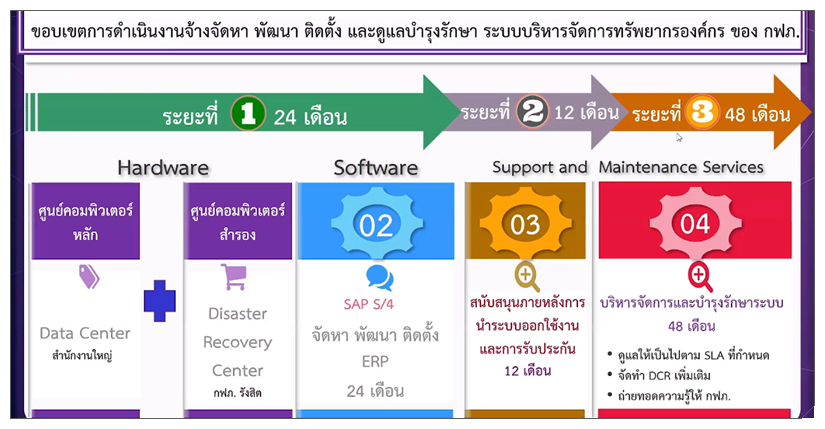 ขอบเขตการดำเนินงานจ้างจัดหา พัฒนา ติดตั้ง และดูแลบำรุงรักษา ระบบบริหารจัดการทรัพยากรองค์กร ของ กฟภ.
ระยะที่ 1 24 เดือน
ระยะที่ 2 12 เดือน
ระยะที่ 3 48 เดือน
Hardware
Software
Support and Maintenance Services
ศูนย์คอมพิวเตอร์
หลัก
Data Center
สำนักงานใหญ่
ศูนย์คอมพิวเตอร์
สำรอง
Disaster
Recovery
Center
กฟภ. รังสิต
02
SAP S/4
จัดหา พัฒนา ติดตั้ง
ERP
24 เดือน
03
สนับสนุนภายหลังการ
นำระบบออกใช้งาน
และการรับประกัน
12 เดือน
04
บริหารจัดการและบำรุงรักษาระบบ
48 เดือน
• ดูแลให้เป็นไปตาม SLA ที่กำหนด
• จัดทำ DCR เพิ่มเติม
• ถ่ายทอดความรู้ให้ กฟภ.